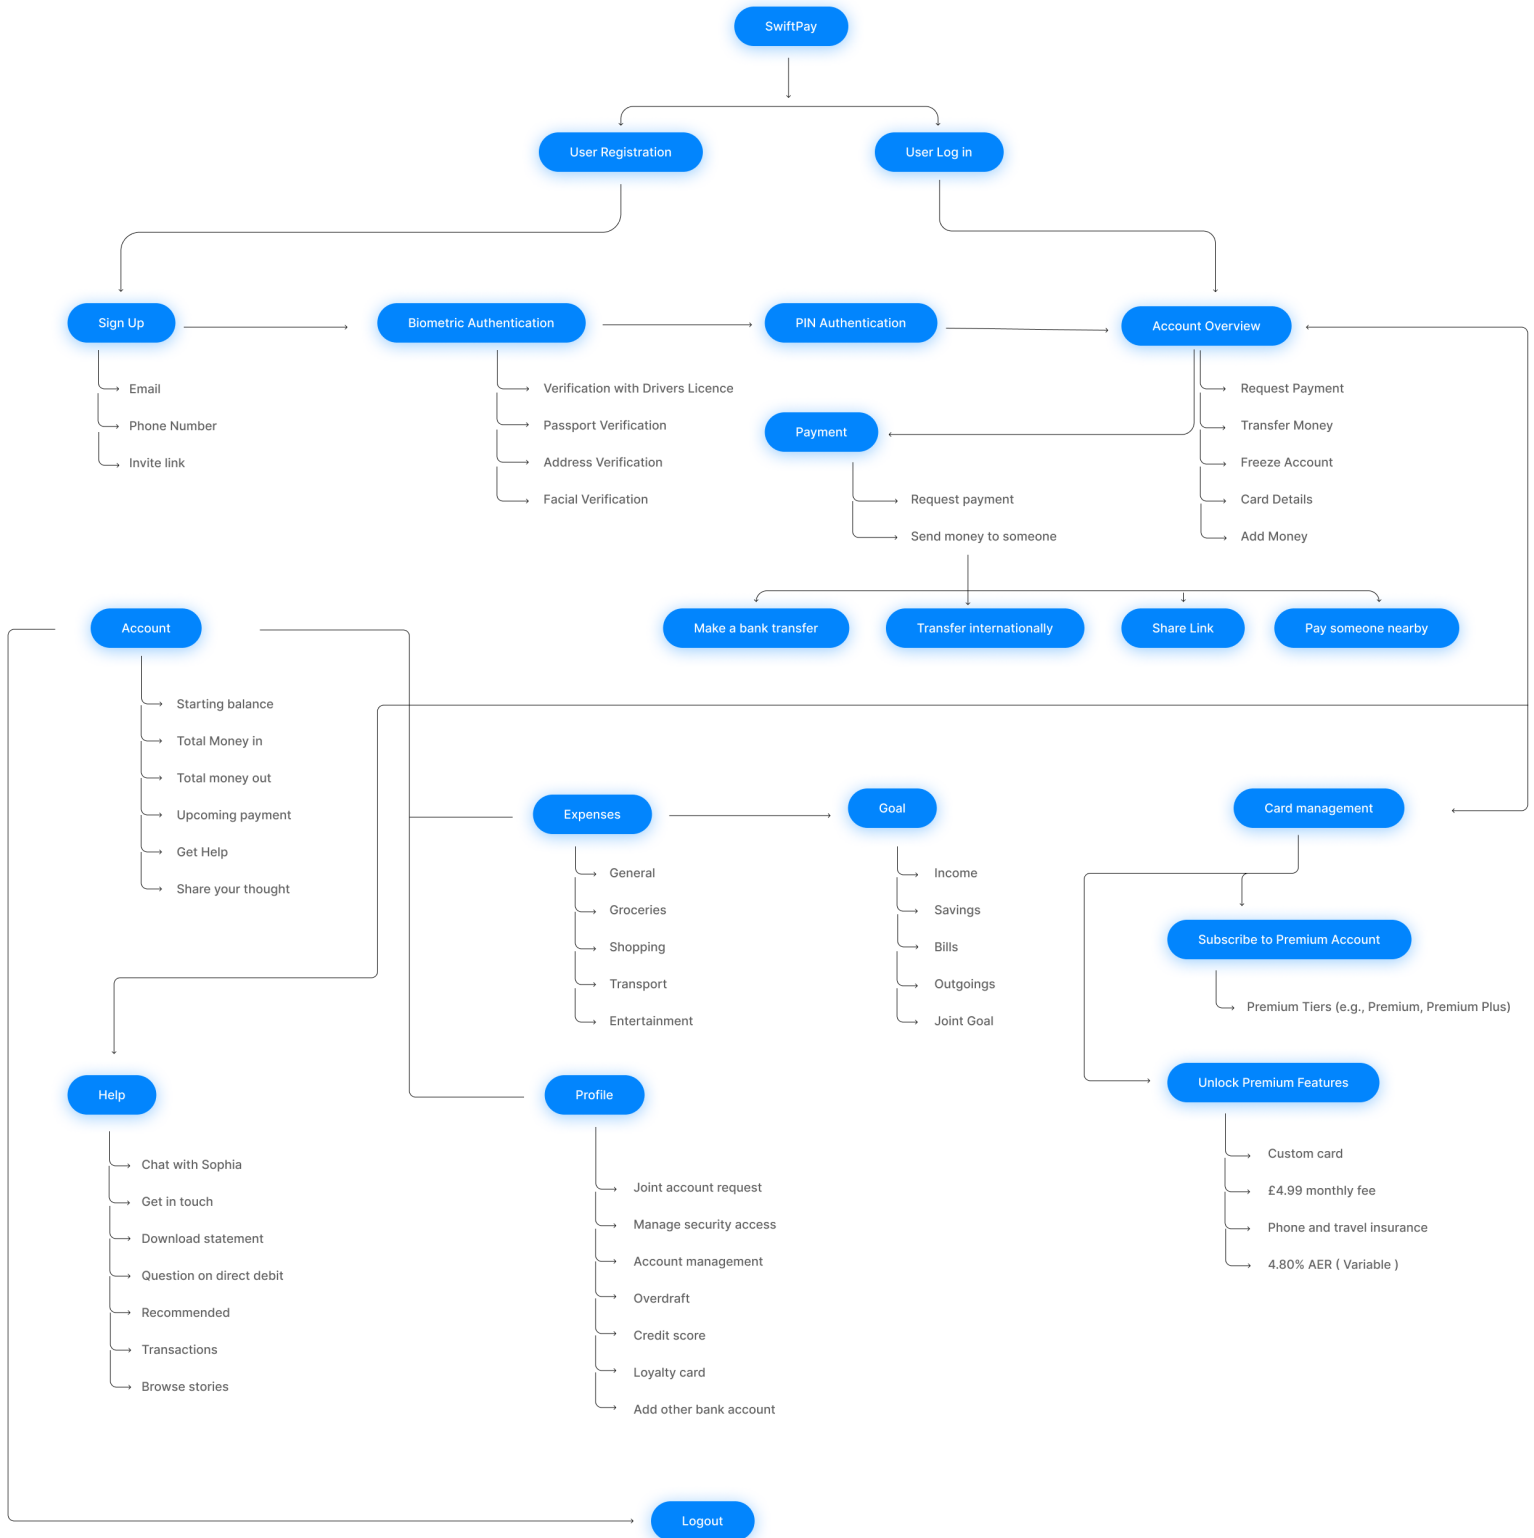 SwiftPay
User Registration
User Log in
Sign Up
Biometric Authentication
PIN Authentication
Account Overview
Email
Phone Number
Invite link
Verification with Drivers Licence
Passport Verification
Address Verification
Facial Verification
Request Payment
Transfer Money
Freeze Account
Card Details
Add Money
Payment
Request payment
Send money to someone
Make a bank transfer
Transfer internationally
Share Link
Pay someone nearby
Account
Starting balance
Total Money in
Total money out
Upcoming payment
Get Help
Share your thought
Expenses
General
Groceries
Shopping
Transport
Entertainment
Goal
Income
Savings
Bills
Outgoings
Joint Goal
Card management
Subscribe to Premium Account
Premium Tiers (e.g., Premium, Premium Plus)
Unlock Premium Features
Custom card
£4.99 monthly fee
Phone and travel insurance
4.80% AER ( Variable )
Help
Chat with Sophia
Get in touch
Download statement
Question on direct debit
Recommended
Transactions
Browse stories
Profile
Joint account request
Manage security access
Account management
Overdraft
Credit score
Loyalty card
Add other bank account
Logout